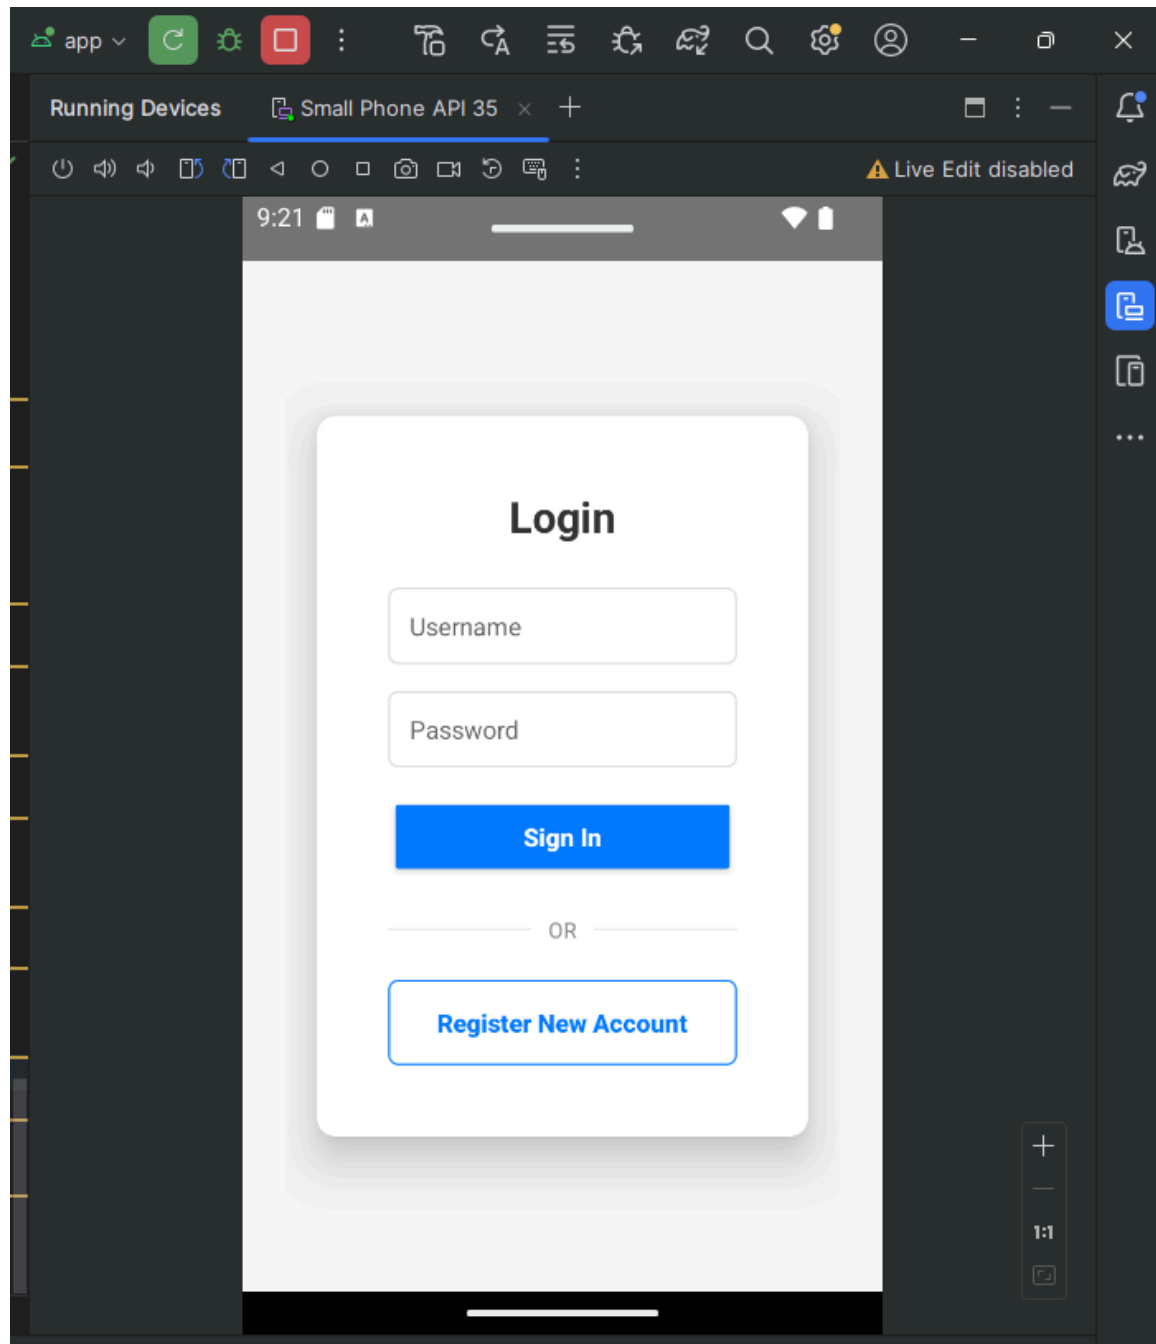 app
Running Devices
Small Phone API 35
Live Edit disabled
9:21
A
Login
Username
Password
Sign In
OR
Register New Account
1:1